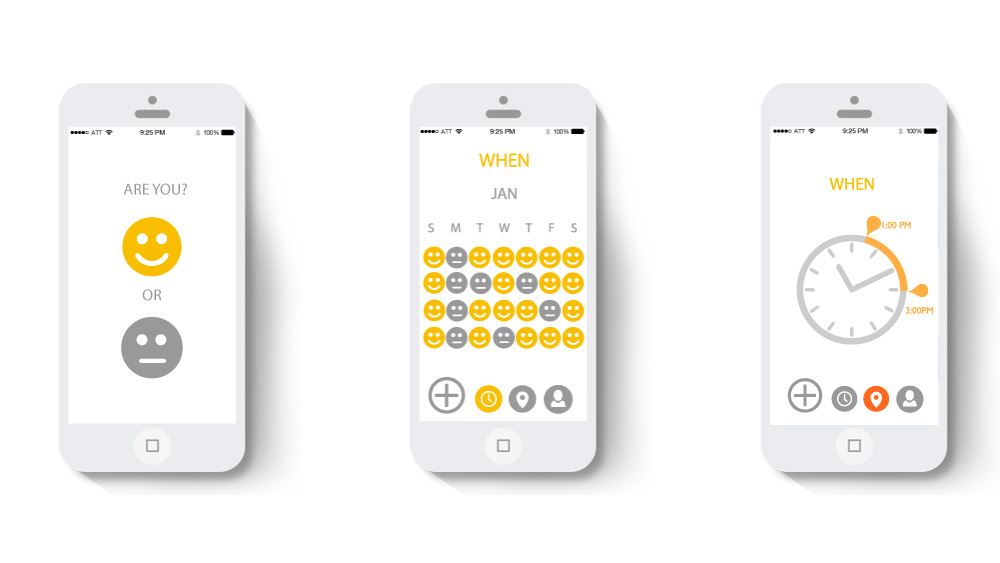 ATT 9:25 PM 100%
ARE YOU?
OR
ATT 9:25 PM 100%
WHEN
JAN
S M T W T F S
ATT 9:25 PM 100%
WHEN
1:00 PM
3:00PM